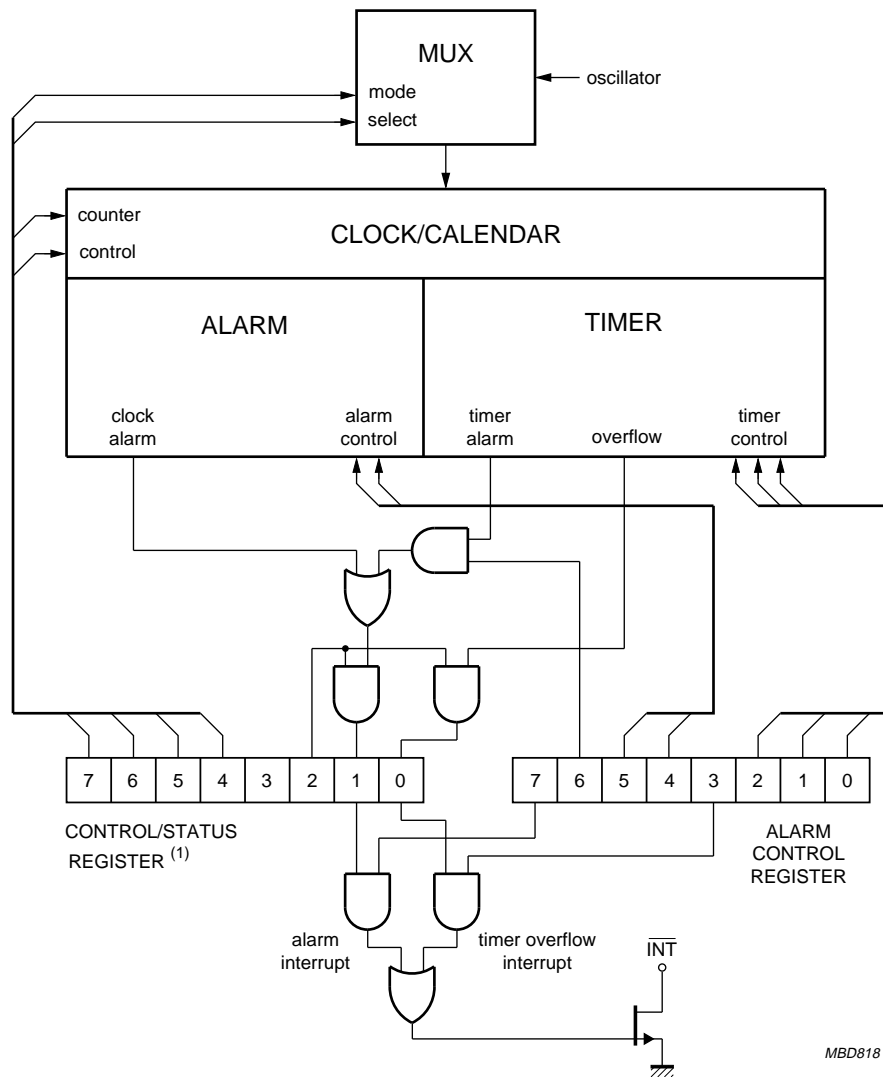 MUX
oscillator
mode
select
counter
CLOCK/CALENDAR
control
ALARM
TIMER
clock
alarm
alarm
control
timer
alarm
overflow
timer
control
7 6 5 4 3 2 1 0
7 6 5 4 3 2 1 0
CONTROL/STATUS
REGISTER (1)
ALARM
CONTROL
REGISTER
alarm
interrupt
timer overflow
interrupt
INT
MBD818